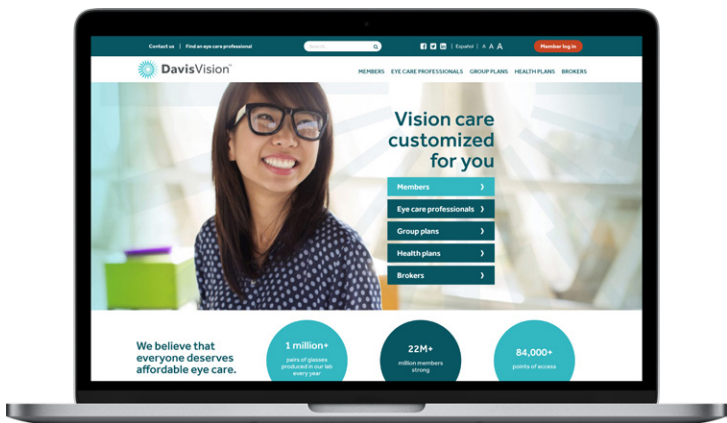 Contact us | Find an eye care professional
Search
Español | A A A
Member log in
DavisVision™
MEMBERS EYE CARE PROFESSIONALS GROUP PLANS HEALTH PLANS BROKERS
Vision care
customized
for you
Members
Eye care professionals
Group plans
Health plans
Brokers
We believe that
everyone deserves
affordable eye care.
1 million+
pairs of glasses
produced in our lab
every year
22M+
million members
strong
84,000+
points of access